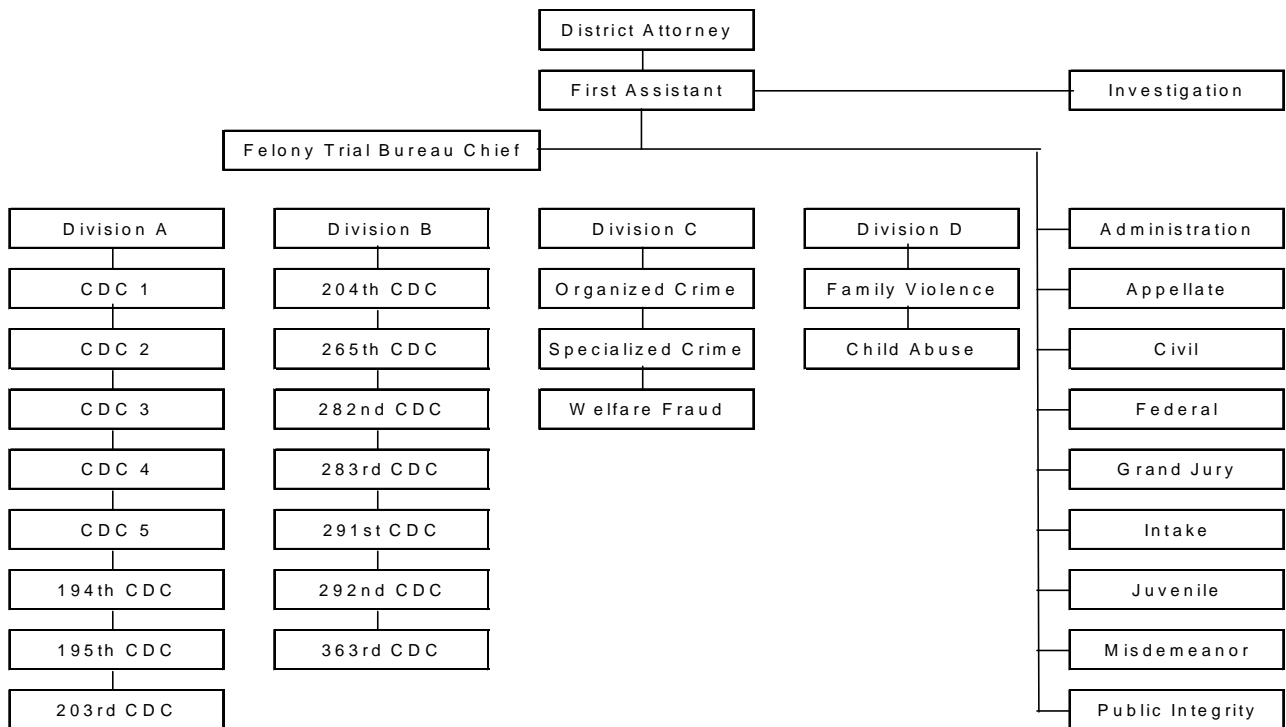 District Attorney
First Assistant
Investigation
Felony Trial Bureau Chief
Division A
CDC 1
CDC 2
CDC 3
CDC 4
CDC 5
194th CDC
195th CDC
203rd CDC
Division B
204th CDC
265th CDC
282nd CDC
283rd CDC
291st CDC
292nd CDC
363rd CDC
Division C
Organized Crime
Specialized Crime
Welfare Fraud
Division D
Family Violence
Child Abuse
Administration
Appellate
Civil
Federal
Grand Jury
Intake
Juvenile
Misdemeanor
Public Integrity